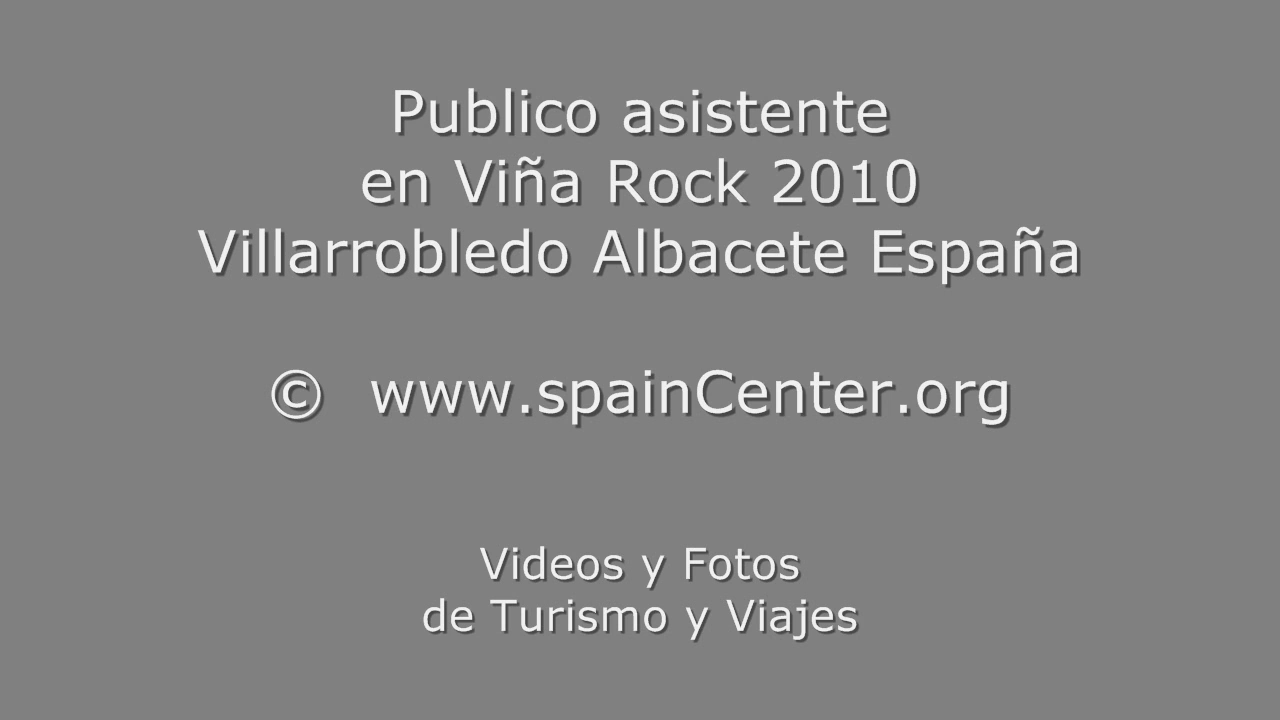 Publico asistente
en Viña Rock 2010
Villarrobledo Albacete España
© www.spainCenter.org
Videos y Fotos
de Turismo y Viajes